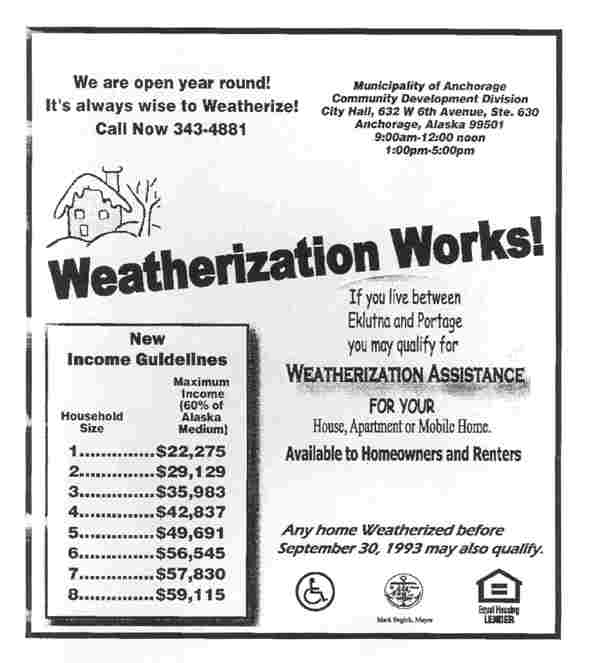 We are open year round!
It's always wise to Weatherize!
Call Now 343-4881
Municipality of Anchorage
Community Development Division
City Hall, 632 W 6th Avenue, Ste. 630
Anchorage, Alaska 99501
9:00am-12:00 noon
1:00pm-5:00pm
Weatherization Works!
If you live between
Eklutna and Portage
you may qualify for
WEATHERIZATION ASSISTANCE
FOR YOUR
House, Apartment or Mobile Home.
Available to Homeowners and Renters
New
Income Guidelines
Household
Size
Maximum
Income
(60% of
Alaska
Medium)
1..............$22,275
2..............$29,129
3..............$35,983
4..............$42,837
5..............$49,691
6..............$56,545
7..............$57,830
8..............$59,115
Any home Weatherized before
September 30, 1993 may also qualify.
Mark Begich, Mayor
Equal Housing
LENDER